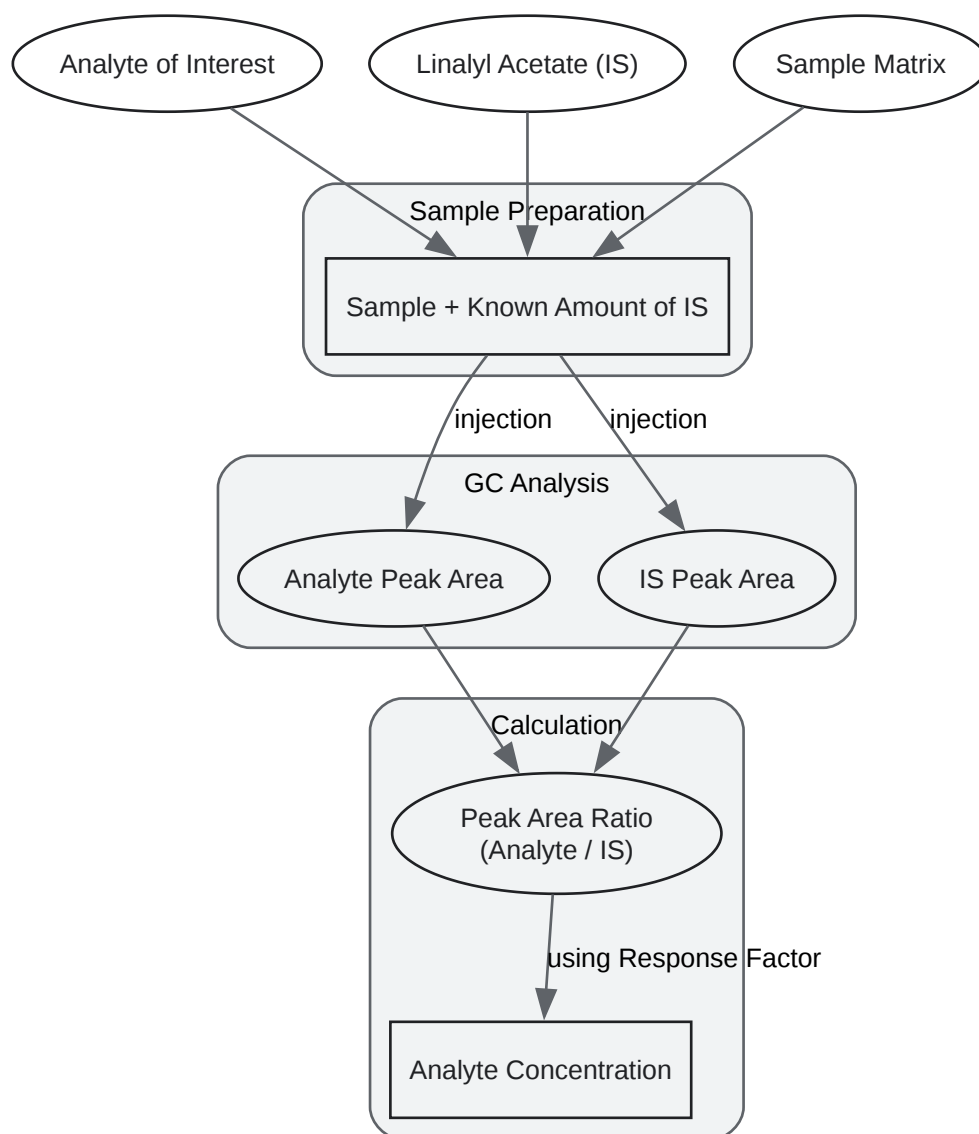 Analyte of Interest
Linalyl Acetate (IS)
Sample Matrix
Sample Preparation
Sample + Known Amount of IS
injection
injection
GC Analysis
Analyte Peak Area
IS Peak Area
Calculation
Peak Area Ratio
(Analyte / IS)
using Response Factor
Analyte Concentration